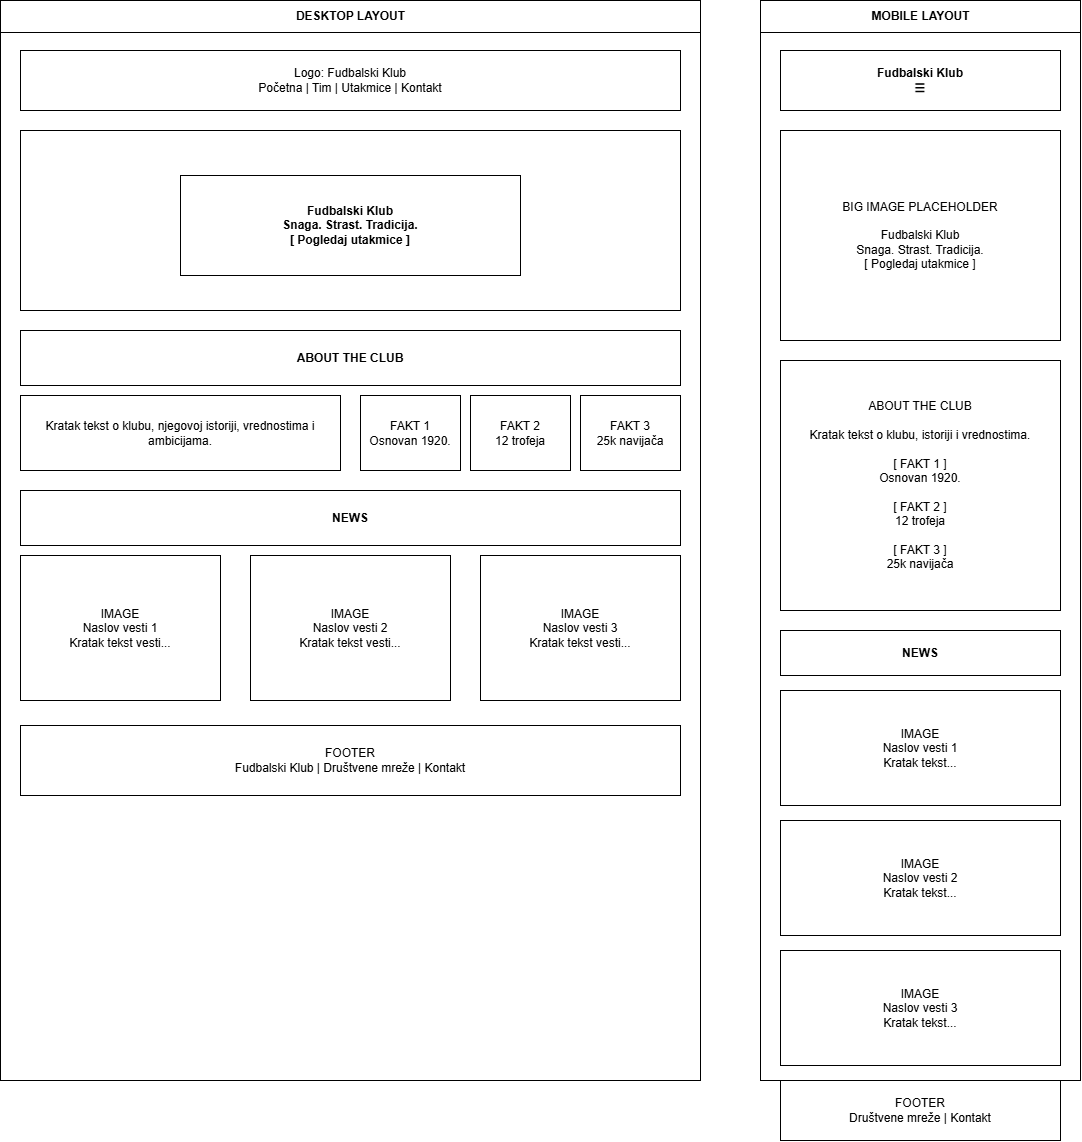 DESKTOP LAYOUT
Logo: Fudbalski Klub
Početna | Tim | Utakmice | Kontakt
Fudbalski Klub
Snaga. Strast. Tradicija.
[ Pogledaj utakmice ]
ABOUT THE CLUB
Kratak tekst o klubu, njegovoj istoriji, vrednostima i
ambicijama.
FAKT 1
Osnovan 1920.
FAKT 2
12 trofeja
FAKT 3
25k navijača
NEWS
IMAGE
Naslov vesti 1
Kratak tekst vesti...
IMAGE
Naslov vesti 2
Kratak tekst vesti...
IMAGE
Naslov vesti 3
Kratak tekst vesti...
FOOTER
Fudbalski Klub | Društvene mreže | Kontakt
MOBILE LAYOUT
Fudbalski Klub
☰
BIG IMAGE PLACEHOLDER
Fudbalski Klub
Snaga. Strast. Tradicija.
[ Pogledaj utakmice ]
ABOUT THE CLUB
Kratak tekst o klubu, istoriji i vrednostima.
[ FAKT 1 ]
Osnovan 1920.
[ FAKT 2 ]
12 trofeja
[ FAKT 3 ]
25k navijača
NEWS
IMAGE
Naslov vesti 1
Kratak tekst...
IMAGE
Naslov vesti 2
Kratak tekst...
IMAGE
Naslov vesti 3
Kratak tekst...
FOOTER
Društvene mreže | Kontakt